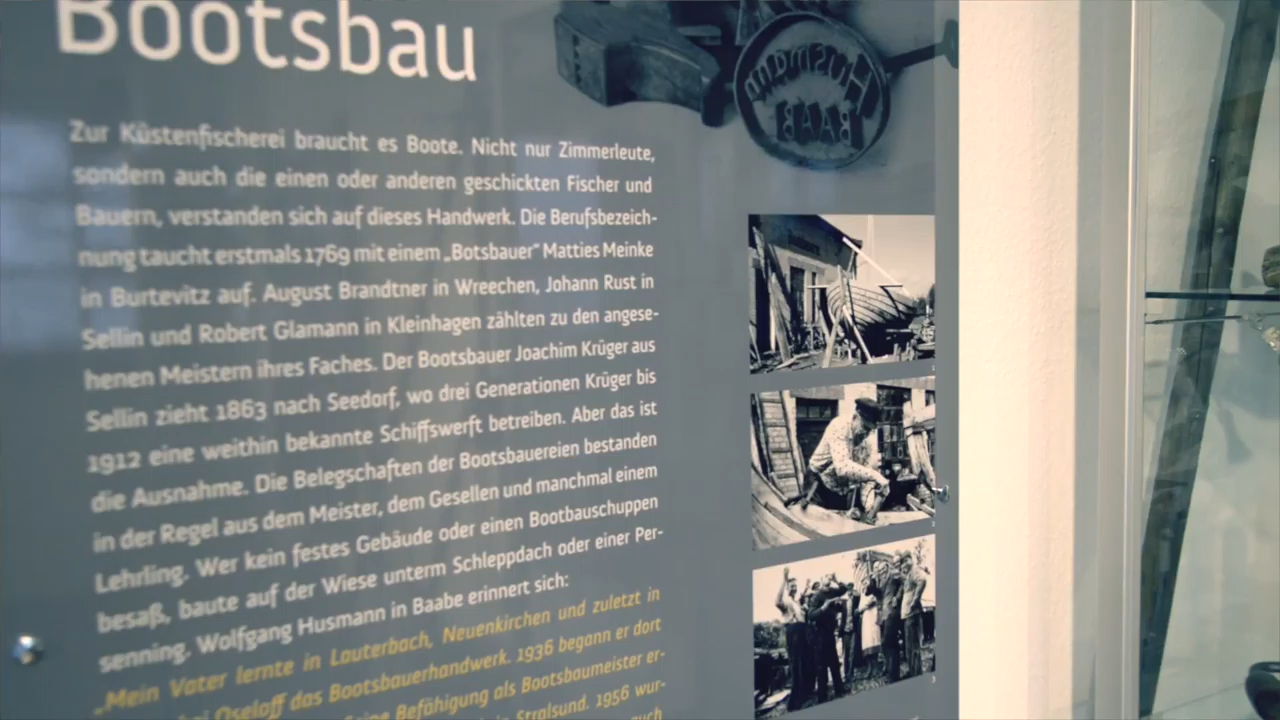 Bootsbau
Husmann
BAAB
Zur Küstenfischerei braucht es Boote. Nicht nur Zimmerleute,
sondern auch die einen oder anderen geschickten Fischer und
Bauern, verstanden sich auf dieses Handwerk. Die Berufsbezeich-
nung taucht erstmals 1769 mit einem „Botsbauer“ Matties Meinke
in Burtevitz auf. August Brandtner in Wreechen, Johann Rust in
Sellin und Robert Glamann in Kleinhagen zählten zu den angese-
henen Meistern ihres Faches. Der Bootsbauer Joachim Krüger aus
Sellin zieht 1863 nach Seedorf, wo drei Generationen Krüger bis
1912 eine weithin bekannte Schiffswerft betreiben. Aber das ist
die Ausnahme. Die Belegschaften der Bootsbauereien bestanden
in der Regel aus dem Meister, dem Gesellen und manchmal einem
Lehrling. Wer kein festes Gebäude oder einen Bootbauschuppen
besaß, baute auf der Wiese unterm Schleppdach oder einer Per-
senning. Wolfgang Husmann in Baabe erinnert sich:
„Mein Vater lernte in Lauterbach, Neuenkirchen und zuletzt in
bei Oseloff das Bootsbauerhandwerk. 1936 begann er dort
seine Befähigung als Bootsbaumeister er-
Stralsund. 1956 wur-